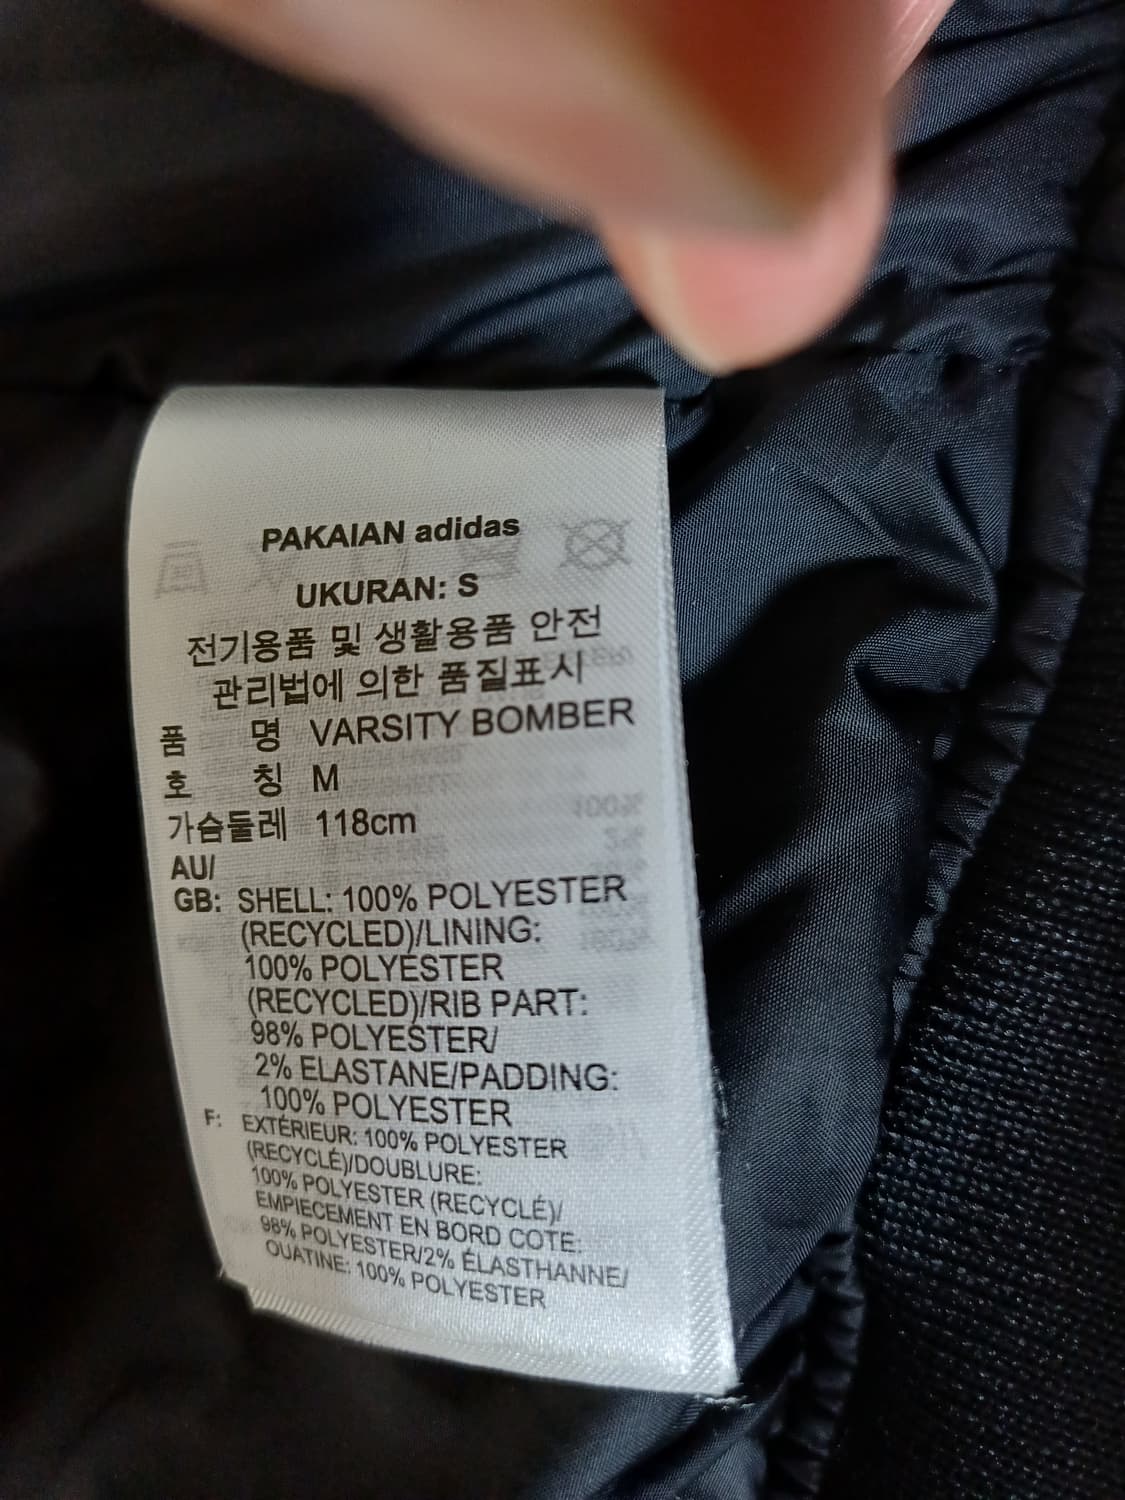 PAKAIAN adidas
UKURAN: S
전기용품 및 생활용품 안전
관리법에 의한 품질표시
품 명 VARSITY BOMBER
호 칭 M
가슴둘레 118cm
AU/
GB: SHELL: 100% POLYESTER
(RECYCLED)/LINING:
100% POLYESTER
(RECYCLED)/RIB PART:
98% POLYESTER/
2% ELASTANE/PADDING:
100% POLYESTER
F: EXTÉRIEUR: 100% POLYESTER
(RECYCLÉ)/DOUBLURE:
100% POLYESTER (RECYCLÉ)/
EMPIECEMENT EN BORD COTE:
98% POLYESTER/2% ÉLASTHANNE/
OUATINE: 100% POLYESTER